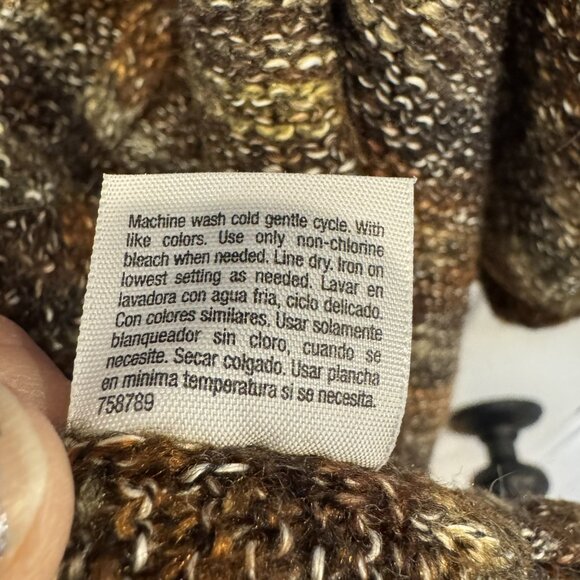 Machine wash cold gentle cycle. With
like colors. Use only non-chlorine
bleach when needed. Line dry. Iron on
lowest setting as needed. Lavar en
lavadora con agua fria, ciclo delicado.
Con colores similares. Usar solamente
blanqueador sin cloro, cuando se
necesite. Secar colgado. Usar plancha
en minima temperatura si se necesita.
758789